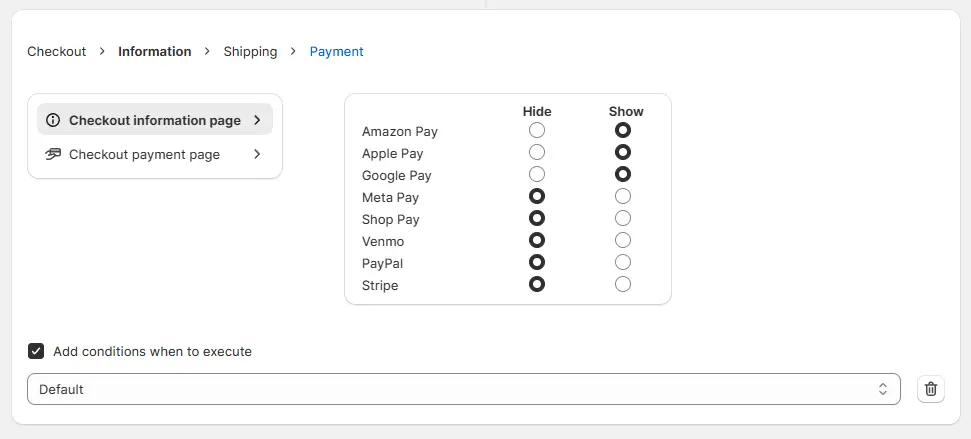 Checkout > Information > Shipping > Payment
Checkout information page
Checkout payment page
Hide Show
Amazon Pay
Apple Pay
Google Pay
Meta Pay
Shop Pay
Venmo
PayPal
Stripe
Add conditions when to execute
Default